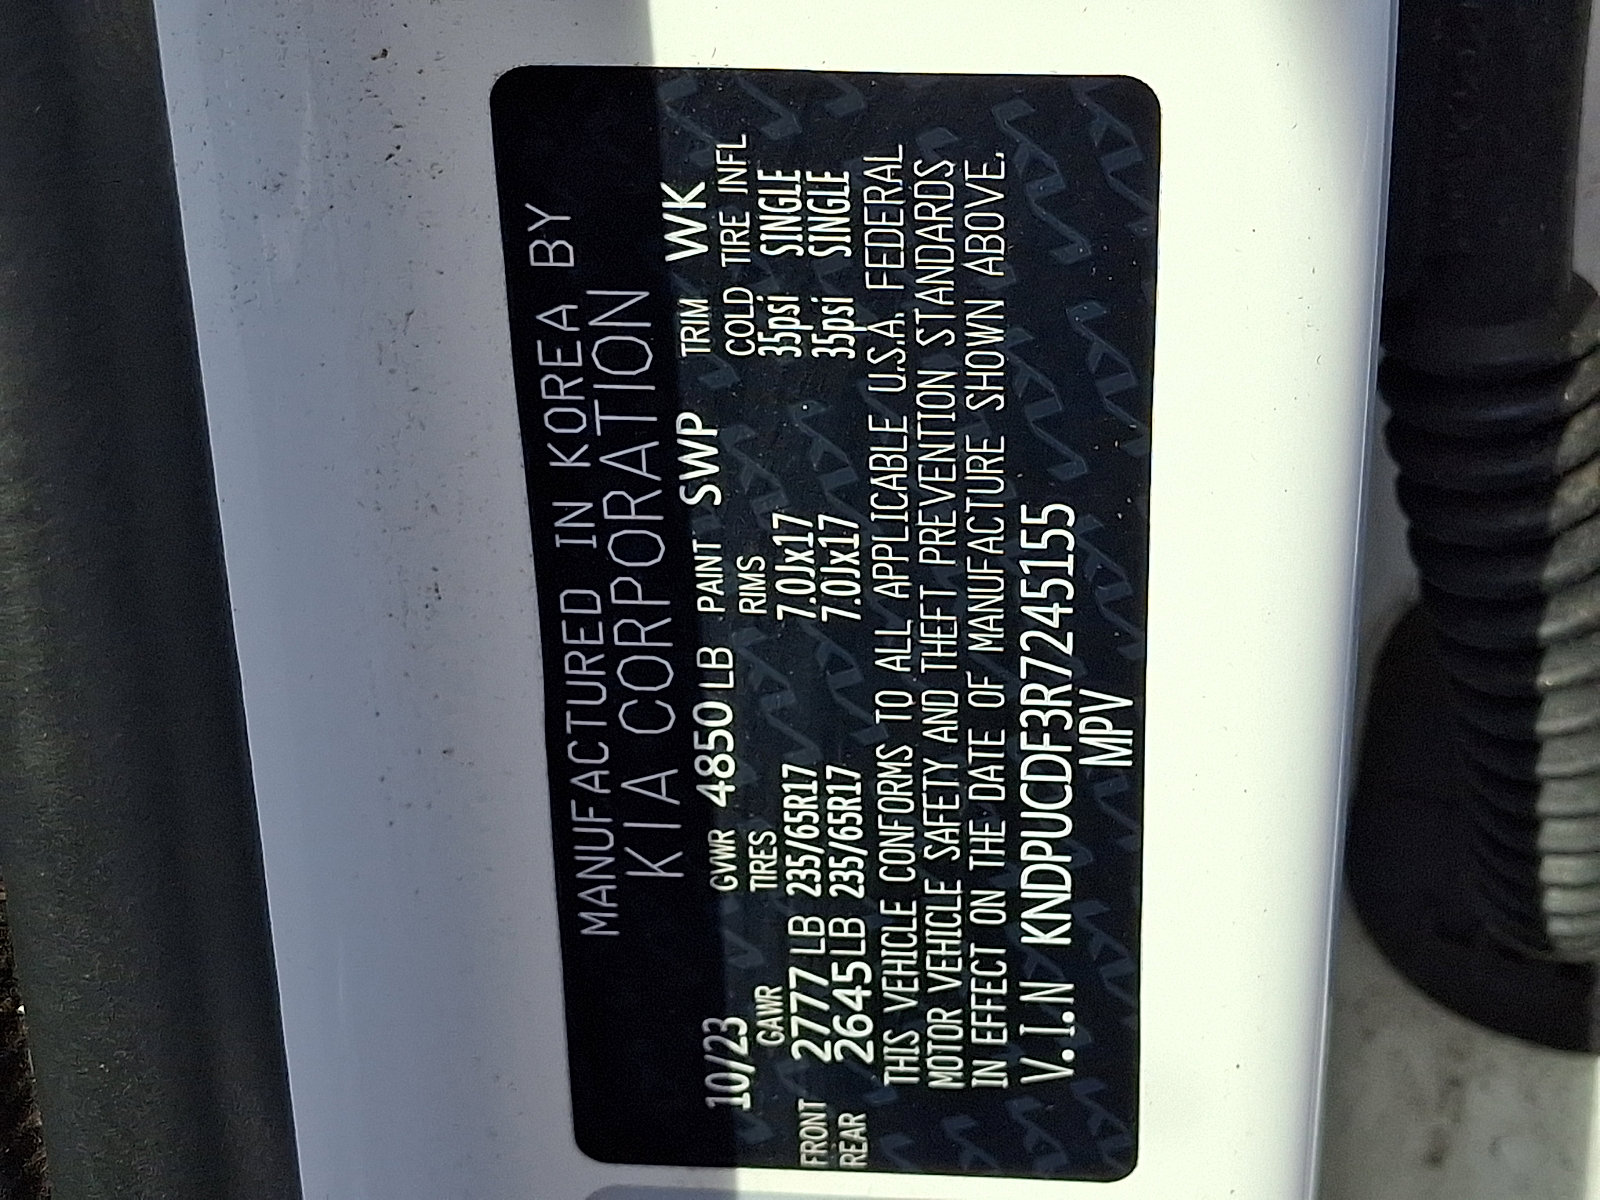 MANUFACTURED IN KOREA BY
KIA CORPORATION
10/23 GVWR 4850 LB PAINT SWP TRIM WK
GAWR TIRES RIMS COLD TIRE INFL
FRONT 2777 LB 235/65R17 7.0Jx17 35psi SINGLE
REAR 2645 LB 235/65R17 7.0Jx17 35psi SINGLE
THIS VEHICLE CONFORMS TO ALL APPLICABLE U.S.A. FEDERAL
MOTOR VEHICLE SAFETY AND THEFT PREVENTION STANDARDS
IN EFFECT ON THE DATE OF MANUFACTURE SHOWN ABOVE.
V.I.N KNDPUCDF3R7245155
MPV